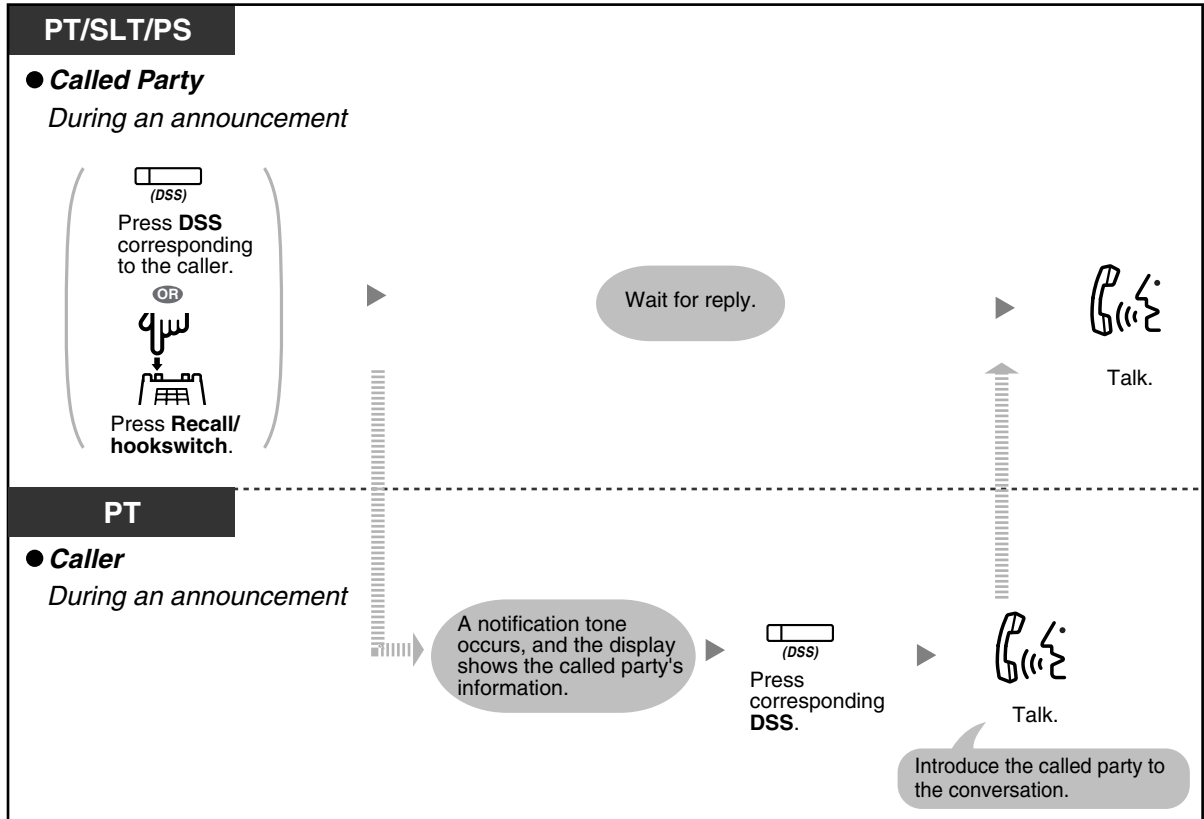 PT/SLT/PS
● Called Party
During an announcement
(DSS)
Press DSS
corresponding
to the caller.
OR
Press Recall/
hookswitch.
Wait for reply.
Talk.
PT
● Caller
During an announcement
A notification tone
occurs, and the display
shows the called party's
information.
(DSS)
Press
corresponding
DSS.
Talk.
Introduce the called party to
the conversation.